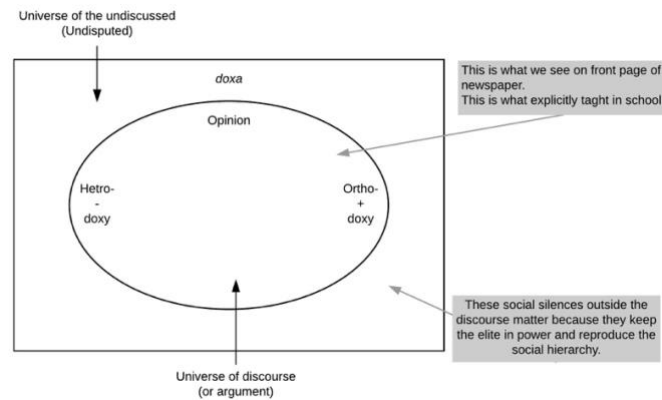 Universe of the undiscussed
(Undisputed)
doxa
This is what we see on front page of
newspaper.
This is what explicitly taght in school
Opinion
Hetro-
-
doxy
Ortho-
+
doxy
These social silences outside the
discourse matter because they keep
the elite in power and reproduce the
social hierarchy.
Universe of discourse
(or argument)